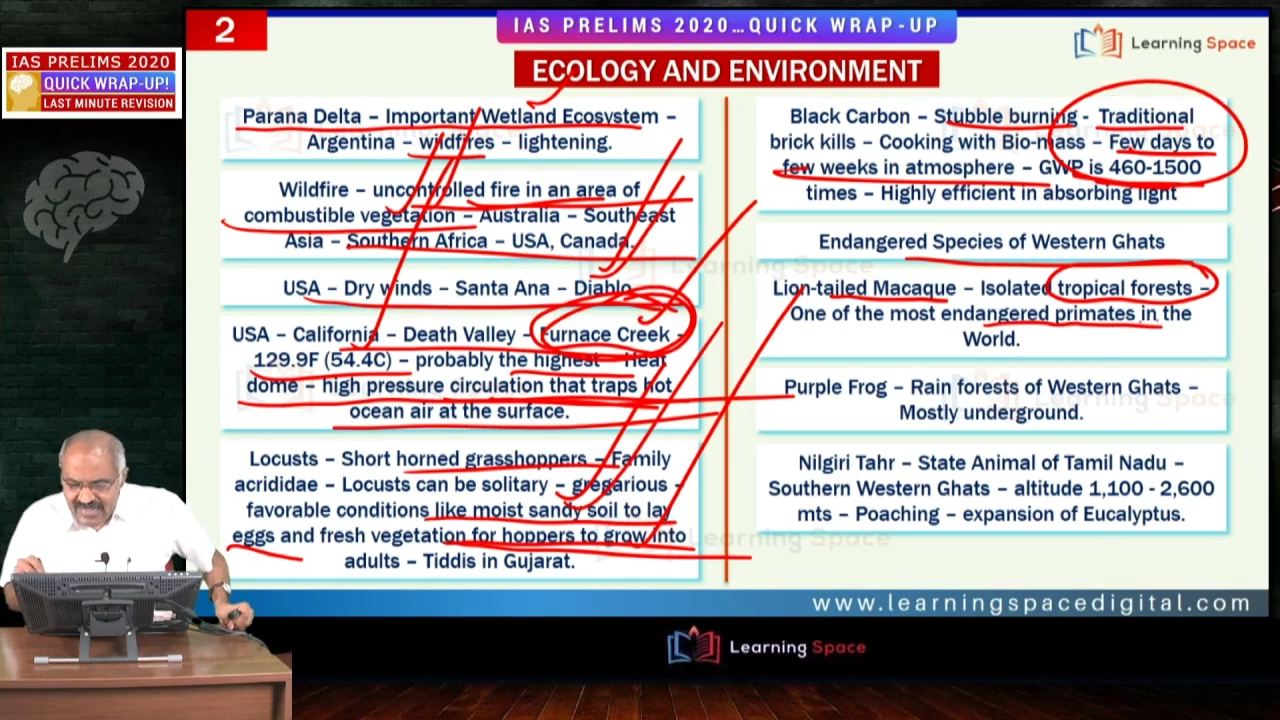 2
IAS PRELIMS 2020...QUICK WRAP-UP
Learning Space
IAS PRELIMS 2020
QUICK WRAP-UP!
LAST MINUTE REVISION
ECOLOGY AND ENVIRONMENT
Parana Delta – Important Wetland Ecosystem –
Argentina – wildfires – lightening.
Wildfire – uncontrolled fire in an area of
combustible vegetation – Australia – Southeast
Asia – Southern Africa – USA, Canada.
USA – Dry winds – Santa Ana – Diablo
USA – California – Death Valley – Furnace Creek –
129.9F (54.4C) – probably the highest – Heat
dome – high pressure circulation that traps hot
ocean air at the surface.
Locusts – Short horned grasshoppers – Family
acrididae – Locusts can be solitary – gregarious –
favorable conditions like moist sandy soil to lay
eggs and fresh vegetation for hoppers to grow into
adults – Tiddis in Gujarat.
Black Carbon – Stubble burning - Traditional
brick kills – Cooking with Bio-mass – Few days to
few weeks in atmosphere – GWP is 460-1500
times – Highly efficient in absorbing light
Endangered Species of Western Ghats
Lion-tailed Macaque – Isolated tropical forests –
One of the most endangered primates in the
World.
Purple Frog – Rain forests of Western Ghats –
Mostly underground.
Nilgiri Tahr – State Animal of Tamil Nadu –
Southern Western Ghats – altitude 1,100 - 2,600
mts – Poaching – expansion of Eucalyptus.
www.learningspacedigital.com
Learning Space